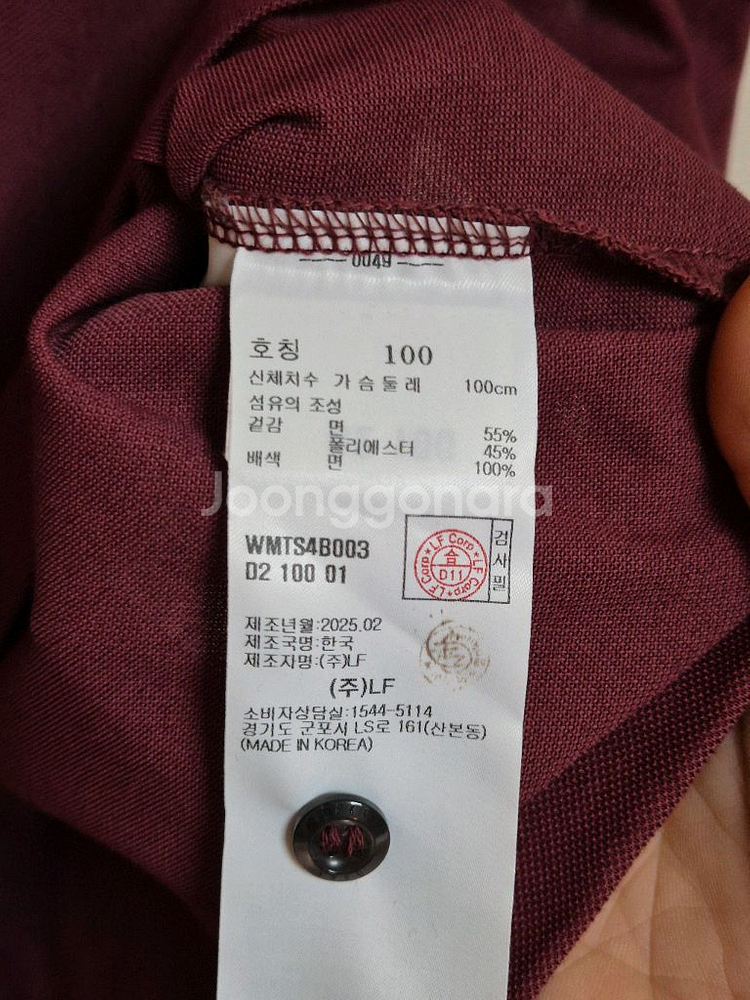 0049
호칭 100
신체치수 가슴둘레 100cm
섬유의 조성
겉감 면 55%
폴리에스터 45%
배색 면 100%
Joonggonara
WMTS4B003
D2 100 01
LF Corp LF Corp LF Corp
合
D11
검사필
제조년월:2025.02
제조국명:한국
제조자명:(주)LF
(주)LF
소비자상담실:1544-5114
경기도 군포시 LS로 161(산본동)
(MADE IN KOREA)